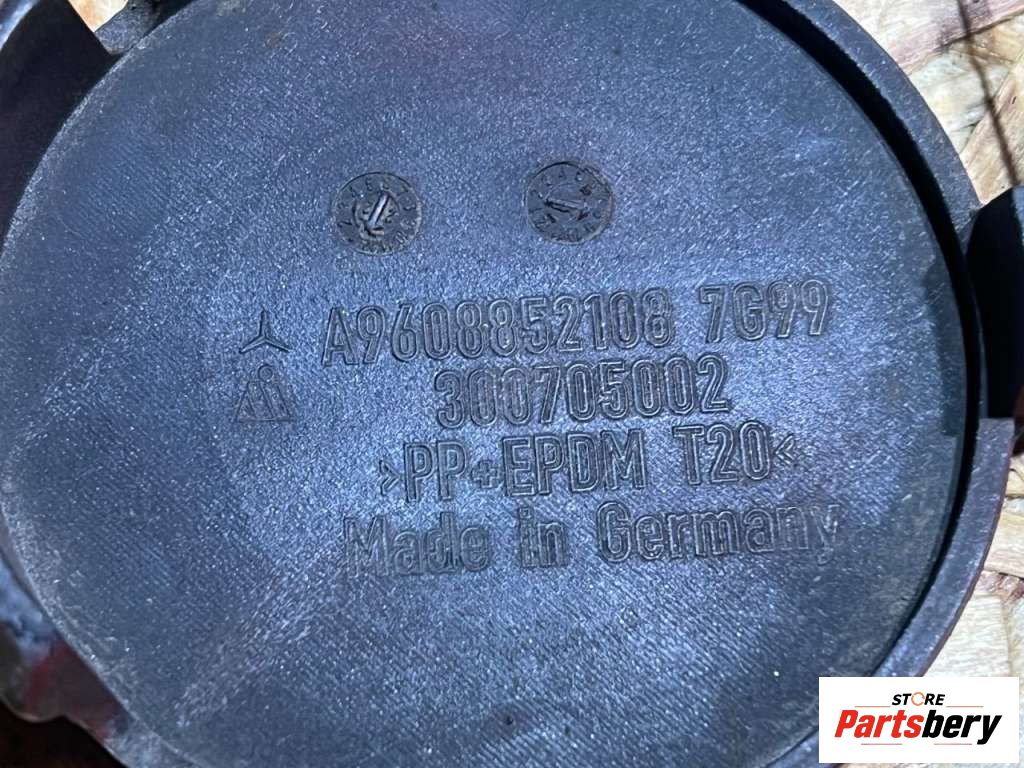 A9608852108 7G99
300705002
>PP+EPDM T20<
Made in Germany
STORE
Partsbery